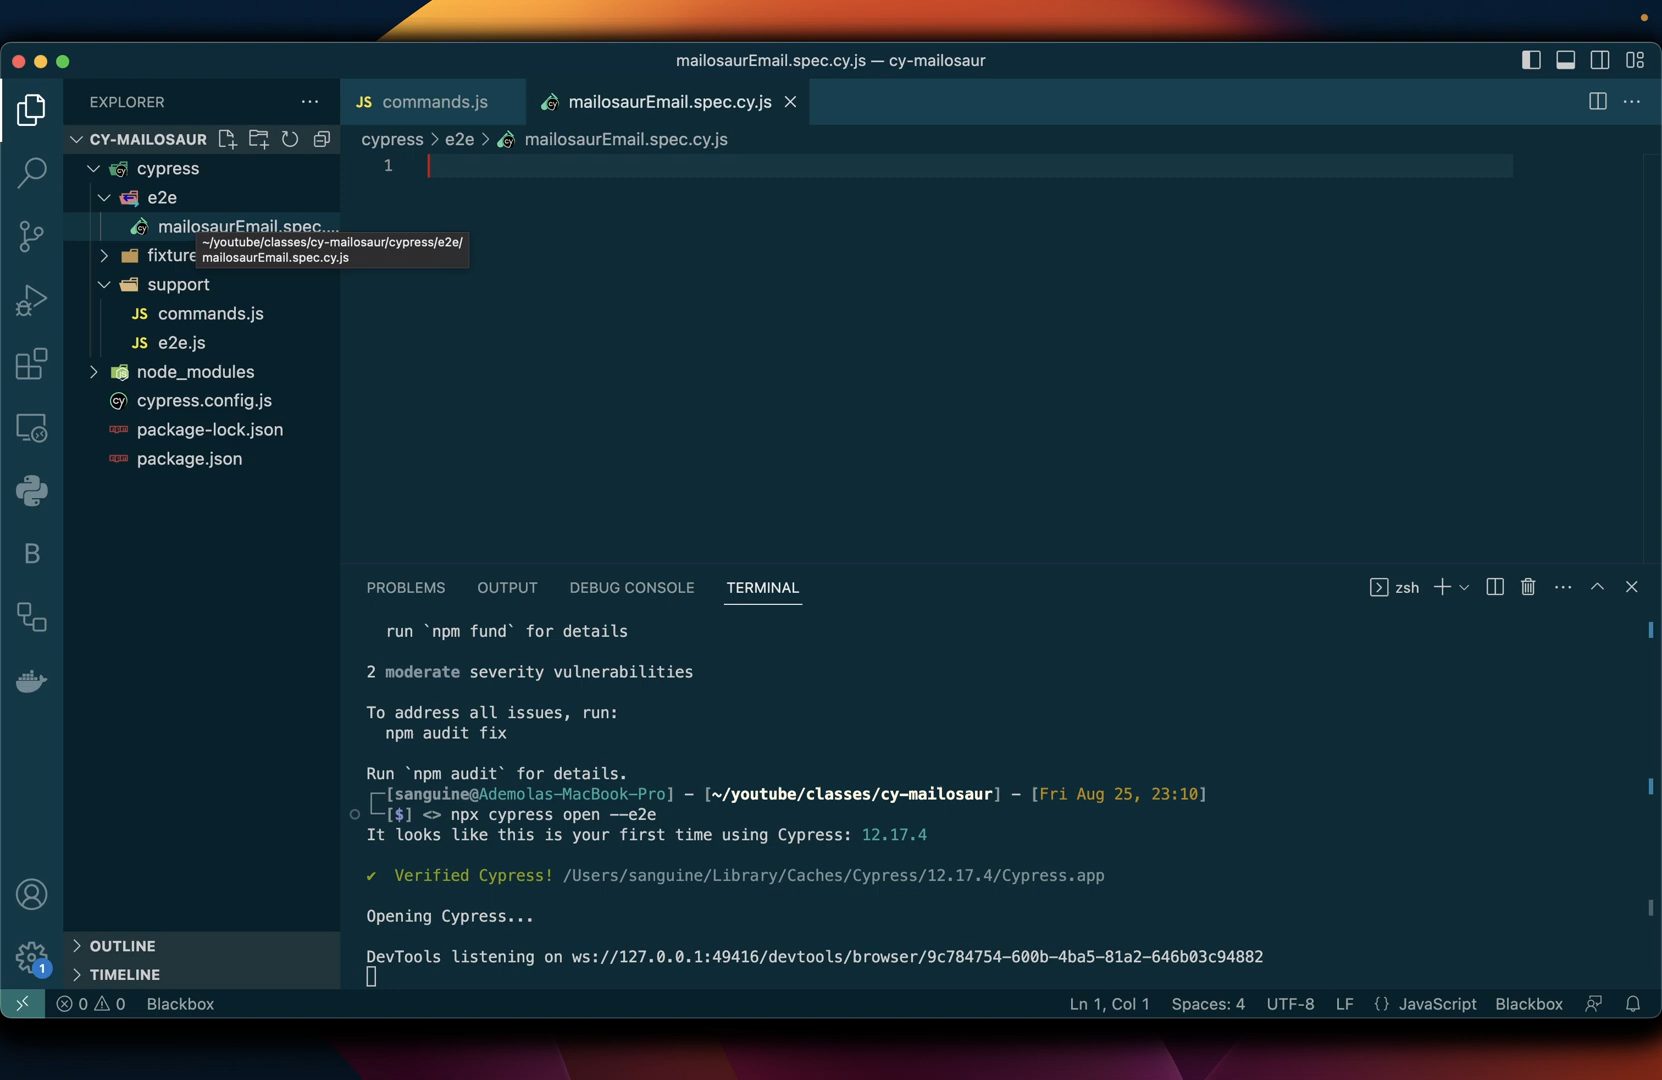 mailosaurEmail.spec.cy.js — cy-mailosaur
EXPLORER
JS commands.js
mailosaurEmail.spec.cy.js
CY-MAILOSAUR
cypress > e2e > mailosaurEmail.spec.cy.js
1
cypress
e2e
mailosaurEmail.spec....
~/youtube/classes/cy-mailosaur/cypress/e2e/
mailosaurEmail.spec.cy.js
fixture
support
JS commands.js
JS e2e.js
node_modules
cypress.config.js
package-lock.json
package.json
OUTLINE
TIMELINE
PROBLEMS OUTPUT DEBUG CONSOLE TERMINAL
zsh
run `npm fund` for details
2 moderate severity vulnerabilities
To address all issues, run:
npm audit fix
Run `npm audit` for details.
[sanguine@Ademolas-MacBook-Pro] - [~/youtube/classes/cy-mailosaur] - [Fri Aug 25, 23:10]
[$] <> npx cypress open --e2e
It looks like this is your first time using Cypress: 12.17.4
✔ Verified Cypress! /Users/sanguine/Library/Caches/Cypress/12.17.4/Cypress.app
Opening Cypress...
DevTools listening on ws://127.0.0.1:49416/devtools/browser/9c784754-600b-4ba5-81a2-646b03c94882
1
0 0 Blackbox
Ln 1, Col 1 Spaces: 4 UTF-8 LF {} JavaScript Blackbox